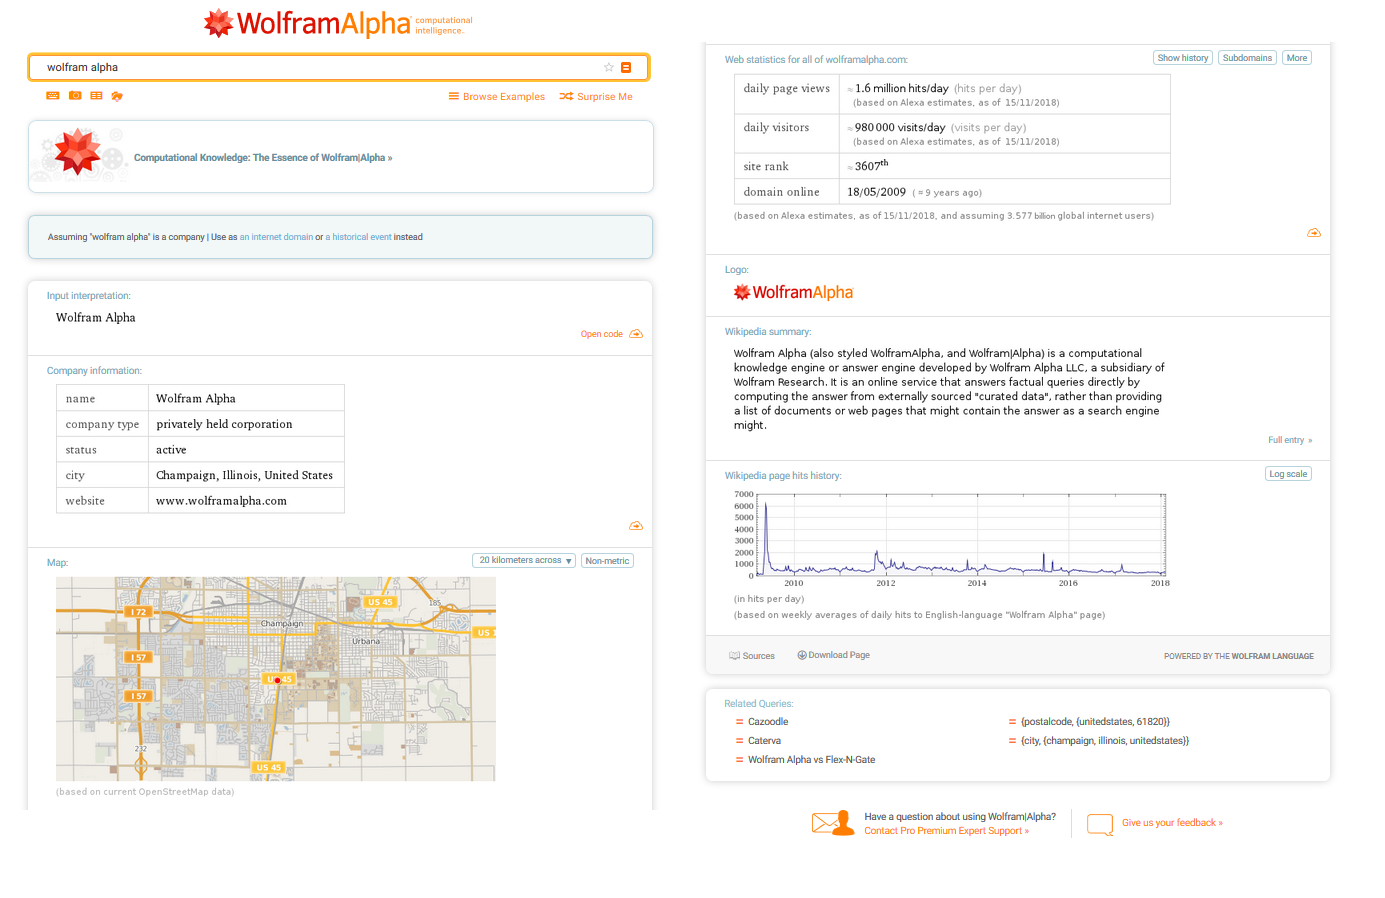 WolframAlpha computational intelligence.
wolfram alpha
Browse Examples
Surprise Me
Computational Knowledge: The Essence of Wolfram|Alpha »
Assuming "wolfram alpha" is a company | Use as an internet domain or a historical event instead
Input interpretation:
Wolfram Alpha
Open code
Company information:
name Wolfram Alpha
company type privately held corporation
status active
city Champaign, Illinois, United States
website www.wolframalpha.com
Map:
20 kilometers across ▼ Non-metric
US 45
185
I 72
Champaign
US 1
Urbana
I 57
US 45
I 57
232
US 45
(based on current OpenStreetMap data)
Web statistics for all of wolframalpha.com:
Show history Subdomains More
daily page views ≈ 1.6 million hits/day (hits per day)
(based on Alexa estimates, as of 15/11/2018)
daily visitors ≈ 980 000 visits/day (visits per day)
(based on Alexa estimates, as of 15/11/2018)
site rank ≈ 3607th
domain online 18/05/2009 (≈ 9 years ago)
(based on Alexa estimates, as of 15/11/2018, and assuming 3.577 billion global internet users)
Logo:
WolframAlpha
Wikipedia summary:
Wolfram Alpha (also styled WolframAlpha, and Wolfram|Alpha) is a computational
knowledge engine or answer engine developed by Wolfram Alpha LLC, a subsidiary of
Wolfram Research. It is an online service that answers factual queries directly by
computing the answer from externally sourced "curated data", rather than providing
a list of documents or web pages that might contain the answer as a search engine
might.
Full entry »
Wikipedia page hits history:
Log scale
7000
6000
5000
4000
3000
2000
1000
0
2010 2012 2014 2016 2018
(in hits per day)
(based on weekly averages of daily hits to English-language "Wolfram Alpha" page)
Sources Download Page POWERED BY THE WOLFRAM LANGUAGE
Related Queries:
= Cazoodle
= Caterva
= Wolfram Alpha vs Flex-N-Gate
= {postalcode, {unitedstates, 61820}}
= {city, {champaign, illinois, unitedstates}}
Have a question about using Wolfram|Alpha?
Contact Pro Premium Expert Support »
Give us your feedback »